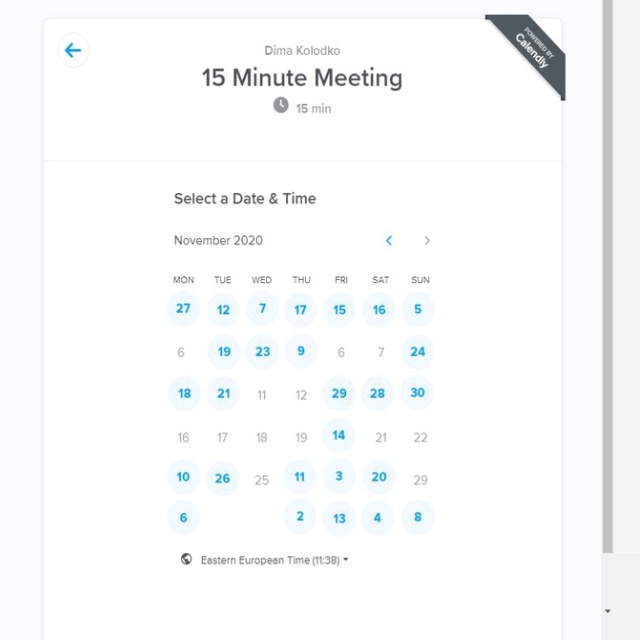 POWERED BY
Calendly
Dima Kolodko
15 Minute Meeting
15 min
Select a Date & Time
November 2020
MON TUE WED THU FRI SAT SUN
27 12 7 17 15 16 5
6 19 23 9 6 7 24
18 21 11 12 29 28 30
16 17 18 19 14 21 22
10 26 25 11 3 20 29
6 2 13 4 8
Eastern European Time (11:38)